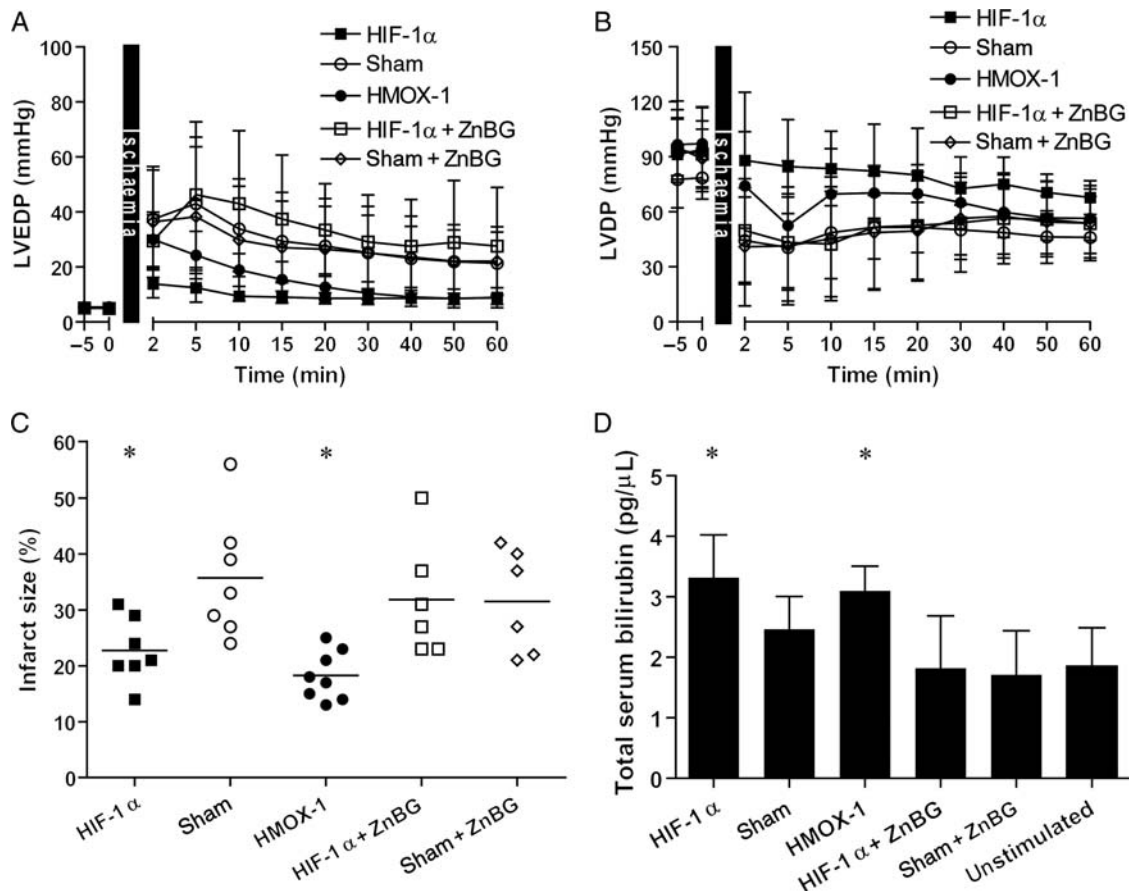 A
HIF-1α
Sham
HMOX-1
HIF-1α + ZnBG
Sham + ZnBG
LVEDP (mmHg)
100
80
60
40
20
0
Ischaemia
–5 0 2 5 10 15 20 30 40 50 60
Time (min)
B
HIF-1α
Sham
HMOX-1
HIF-1α + ZnBG
Sham + ZnBG
LVDP (mmHg)
150
120
90
60
30
0
Ischaemia
–5 0 2 5 10 15 20 30 40 50 60
Time (min)
C
Infarct size (%)
60
50
40
30
20
10
0
* *
HIF-1 α
Sham
HMOX-1
HIF-1 α + ZnBG
Sham + ZnBG
D
Total serum bilirubin (pg/μL)
5
4
3
2
1
0
* *
HIF-1 α
Sham
HMOX-1
HIF-1 α + ZnBG
Sham + ZnBG
Unstimulated